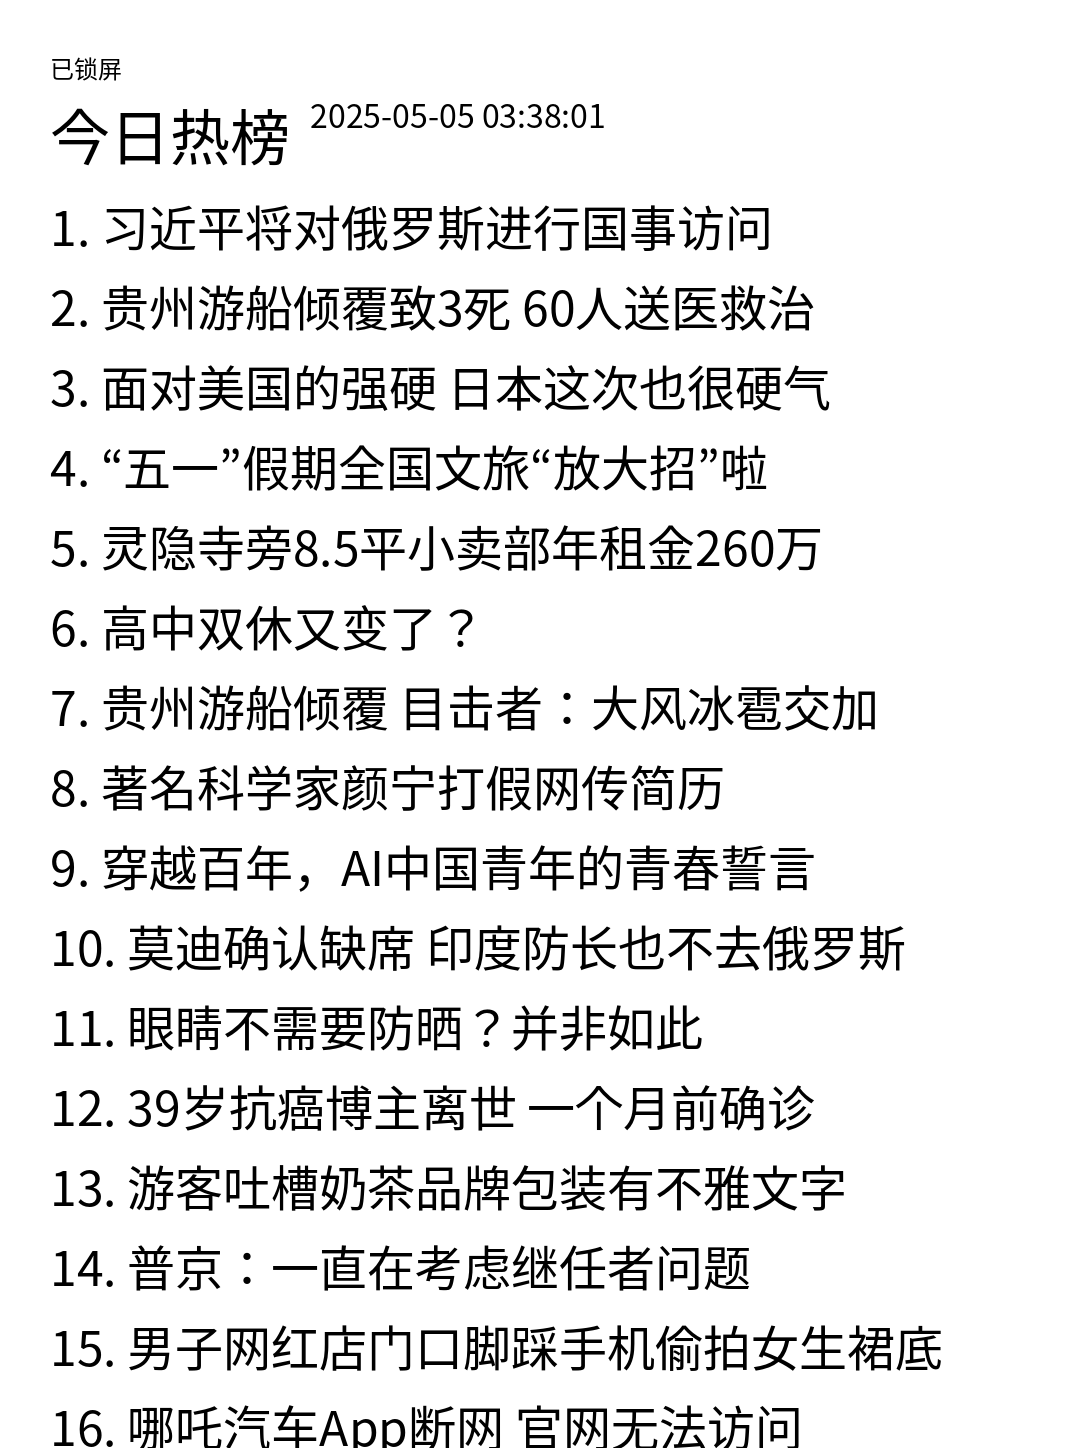 已锁屏
今日热榜 2025-05-05 03:38:01
1. 习近平将对俄罗斯进行国事访问
2. 贵州游船倾覆致3死 60人送医救治
3. 面对美国的强硬 日本这次也很硬气
4. “五一”假期全国文旅“放大招”啦
5. 灵隐寺旁8.5平小卖部年租金260万
6. 高中双休又变了？
7. 贵州游船倾覆 目击者：大风冰雹交加
8. 著名科学家颜宁打假网传简历
9. 穿越百年，AI中国青年的青春誓言
10. 莫迪确认缺席 印度防长也不去俄罗斯
11. 眼睛不需要防晒？并非如此
12. 39岁抗癌博主离世 一个月前确诊
13. 游客吐槽奶茶品牌包装有不雅文字
14. 普京：一直在考虑继任者问题
15. 男子网红店门口脚踩手机偷拍女生裙底
16. 哪吒汽车App断网 官网无法访问